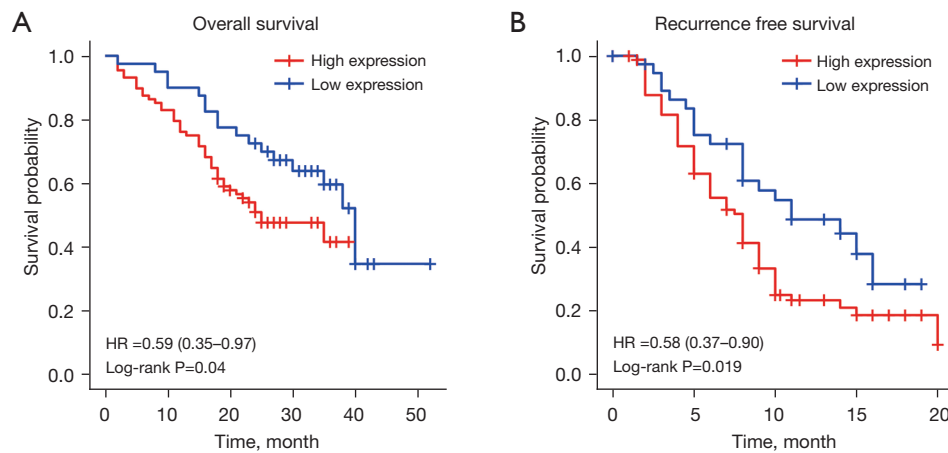 A
Overall survival
1.0
0.8
0.6
0.4
0.2
0.0
Survival probability
High expression
Low expression
HR =0.59 (0.35–0.97)
Log-rank P=0.04
0 10 20 30 40 50
Time, month
B
Recurrence free survival
1.0
0.8
0.6
0.4
0.2
0.0
Survival probability
High expression
Low expression
HR =0.58 (0.37–0.90)
Log-rank P=0.019
0 5 10 15 20
Time, month